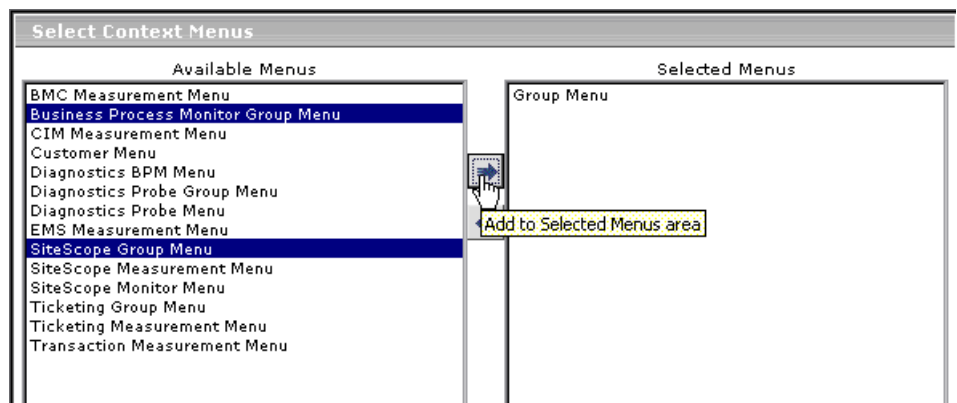 Select Context Menus
Available Menus
Selected Menus
BMC Measurement Menu
Business Process Monitor Group Menu
CIM Measurement Menu
Customer Menu
Diagnostics BPM Menu
Diagnostics Probe Group Menu
Diagnostics Probe Menu
EMS Measurement Menu
SiteScope Group Menu
SiteScope Measurement Menu
SiteScope Monitor Menu
Ticketing Group Menu
Ticketing Measurement Menu
Transaction Measurement Menu
Group Menu
Add to Selected Menus area